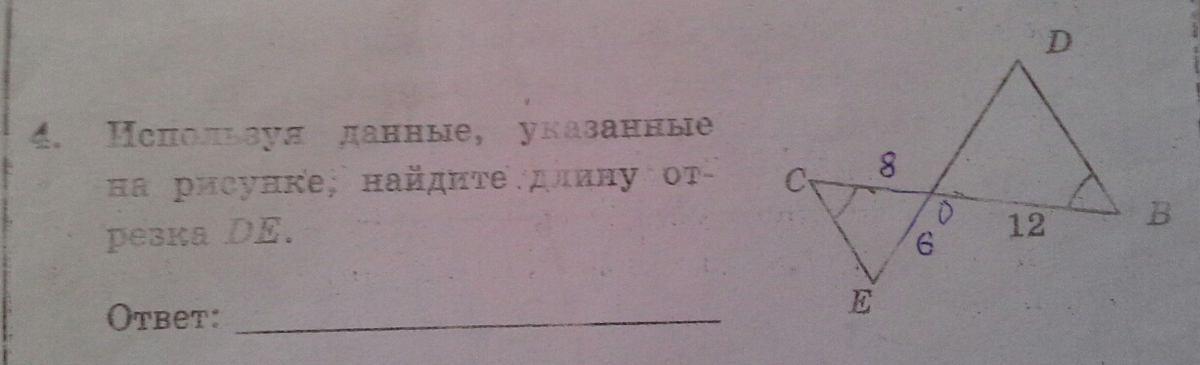 4. Используя данные, указанные
на рисунке, найдите длину от-
резка DE.
Ответ:
D
C
8
O
6
12
B
E